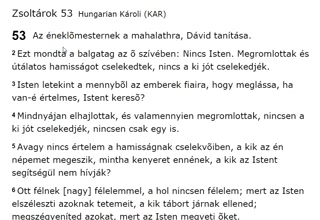 Zsoltárok 53 Hungarian Károli (KAR)
53 Az éneklõmesternek a mahalathra, Dávid tanítása.
2 Ezt mondta a balgatag az õ szívében: Nincs Isten. Megromlottak és
útálatos hamisságot cselekedtek, nincs a ki jót cselekedjék.
3 Isten letekint a mennybõl az emberek fiaira, hogy meglássa, ha
van-é értelmes, Istent keresõ?
4 Mindnyájan elhajlottak, és valamennyien megromlottak, nincsen a
ki jót cselekedjék, nincsen csak egy is.
5 Avagy nincs értelem a hamisságnak cselekvõiben, a kik az én
népemet megeszik, mintha kenyeret ennének, a kik az Istent
segítségül nem hívják?
6 Ott félnek [nagy] félelemmel, a hol nincsen félelem; mert az Isten
elszéleszti azoknak tetemeit, a kik tábort járnak ellened;
megszégyeníted azokat, mert az Isten megveti õket.